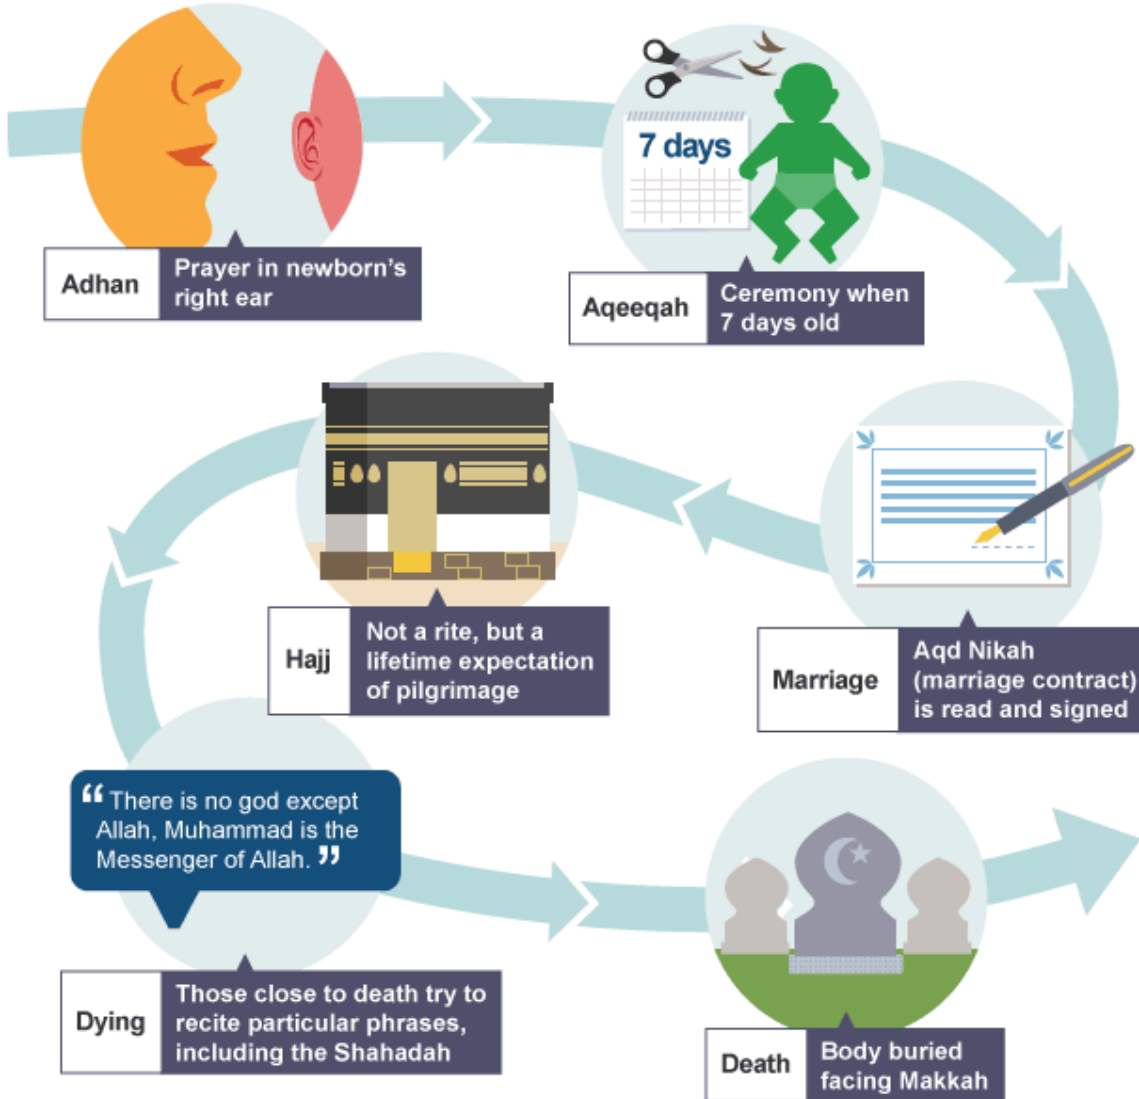 Adhan
Prayer in newborn's
right ear
7 days
Aqeeqah
Ceremony when
7 days old
Marriage
Aqd Nikah
(marriage contract)
is read and signed
Hajj
Not a rite, but a
lifetime expectation
of pilgrimage
“ There is no god except
Allah, Muhammad is the
Messenger of Allah. ”
Dying
Those close to death try to
recite particular phrases,
including the Shahadah
Death
Body buried
facing Makkah